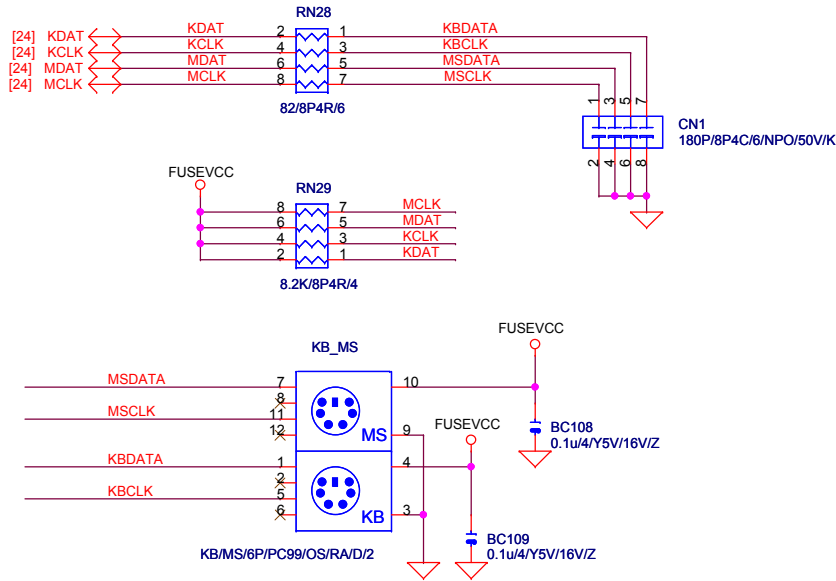 RN28
[24] KDAT KDAT 2 1 KBDATA
[24] KCLK KCLK 4 3 KBCLK
[24] MDAT MDAT 6 5 MSDATA
[24] MCLK MCLK 8 7 MSCLK
82/8P4R/6
1 3 5 7
CN1
180P/8P4C/6/NPO/50V/K
2 4 6 8
FUSEVCC
RN29
8 7 MCLK
6 5 MDAT
4 3 KCLK
2 1 KDAT
8.2K/8P4R/4
FUSEVCC
KB_MS
MSDATA 7 10
8
MSCLK 11
12 MS 9
FUSEVCC
BC108
0.1u/4/Y5V/16V/Z
KBDATA 1 4
2
KBCLK 5
6 KB 3
BC109
0.1u/4/Y5V/16V/Z
KB/MS/6P/PC99/OS/RA/D/2